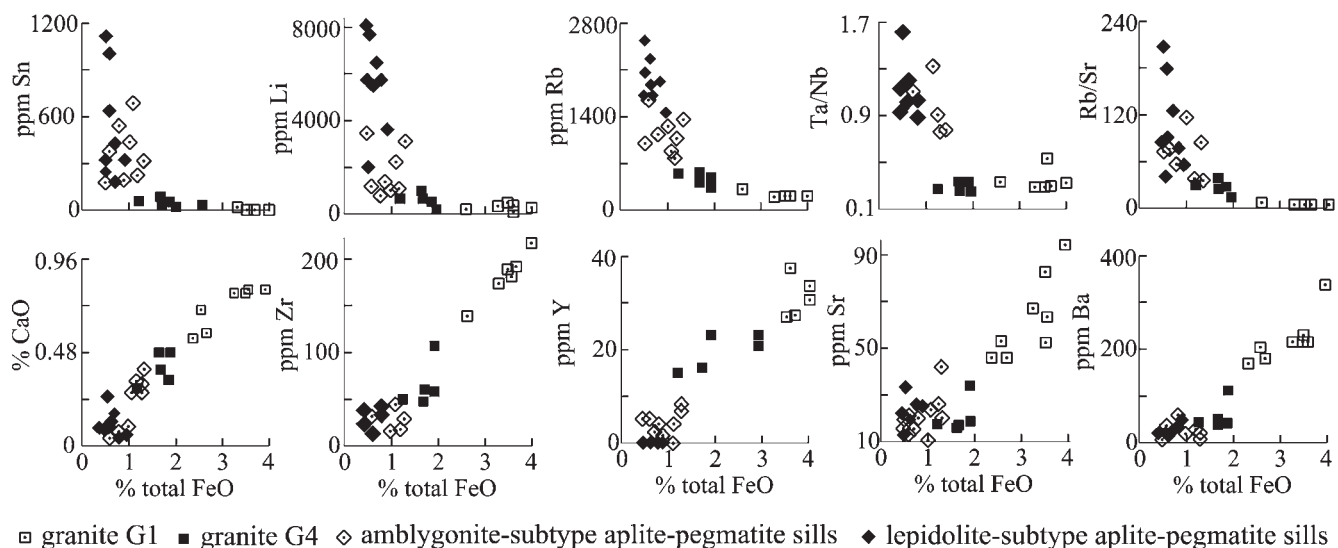 1200
600
0
ppm Sn
8000
4000
0
ppm Li
2800
1400
0
ppm Rb
1.7
0.9
0.1
Ta/Nb
240
120
0
Rb/Sr
0.96
0.48
0
% CaO
0 1 2 3 4
% total FeO
200
100
0
ppm Zr
0 1 2 3 4
% total FeO
40
20
0
ppm Y
0 1 2 3 4
% total FeO
90
50
10
ppm Sr
0 1 2 3 4
% total FeO
400
200
0
ppm Ba
0 1 2 3 4
% total FeO
granite G1 granite G4 amblygonite-subtype aplite-pegmatite sills lepidolite-subtype aplite-pegmatite sills